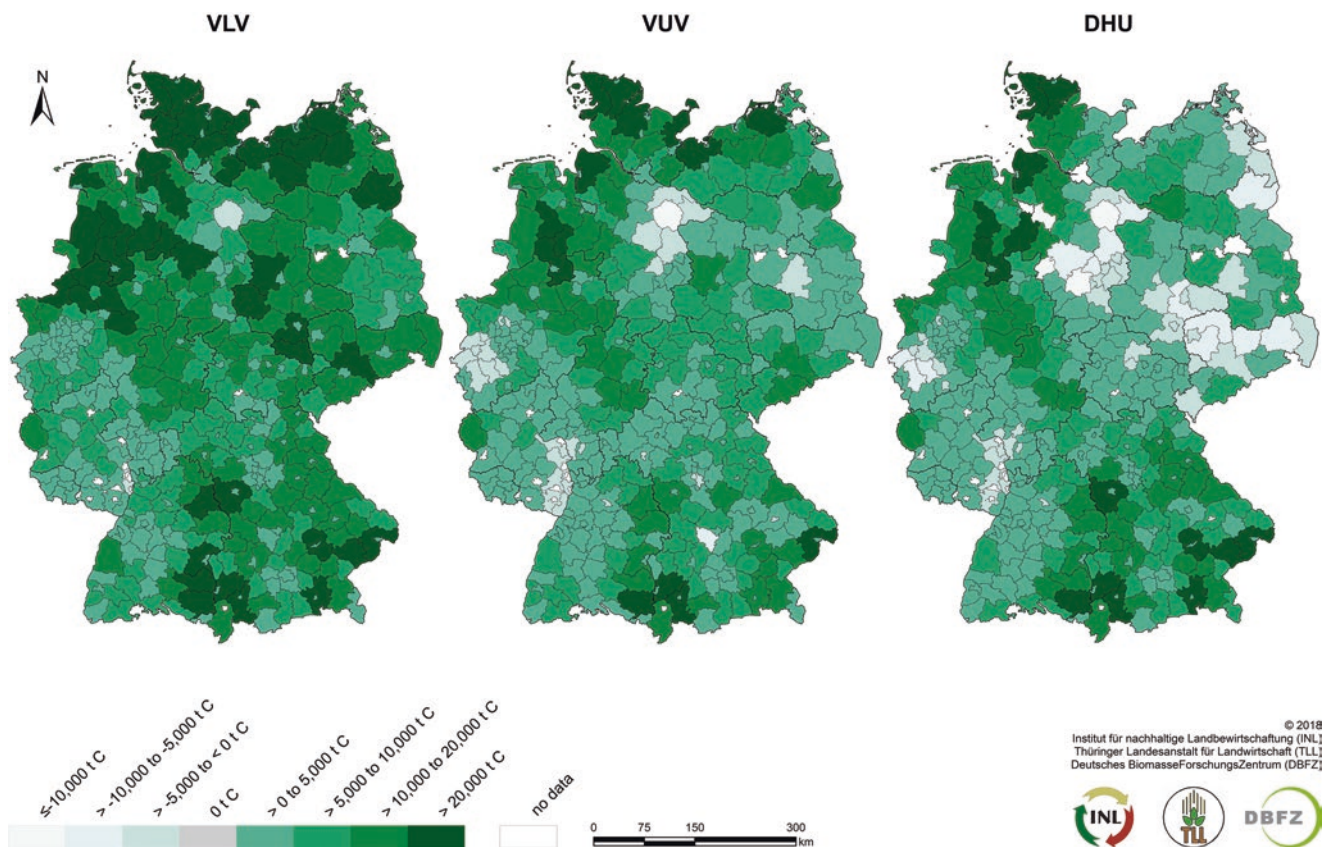 VLV
VUV
DHU
N
≤-10,000 t C
> -10,000 to -5,000 t C
> -5,000 to < 0 t C
0 t C
> 0 to 5,000 t C
> 5,000 to 10,000 t C
> 10,000 to 20,000 t C
> 20,000 t C
no data
0 75 150 300
km
© 2018
Institut für nachhaltige Landbewirtschaftung (INL)
Thüringer Landesanstalt für Landwirtschaft (TLL)
Deutsches BiomasseForschungsZentrum (DBFZ)
INL
TLL
DBFZ